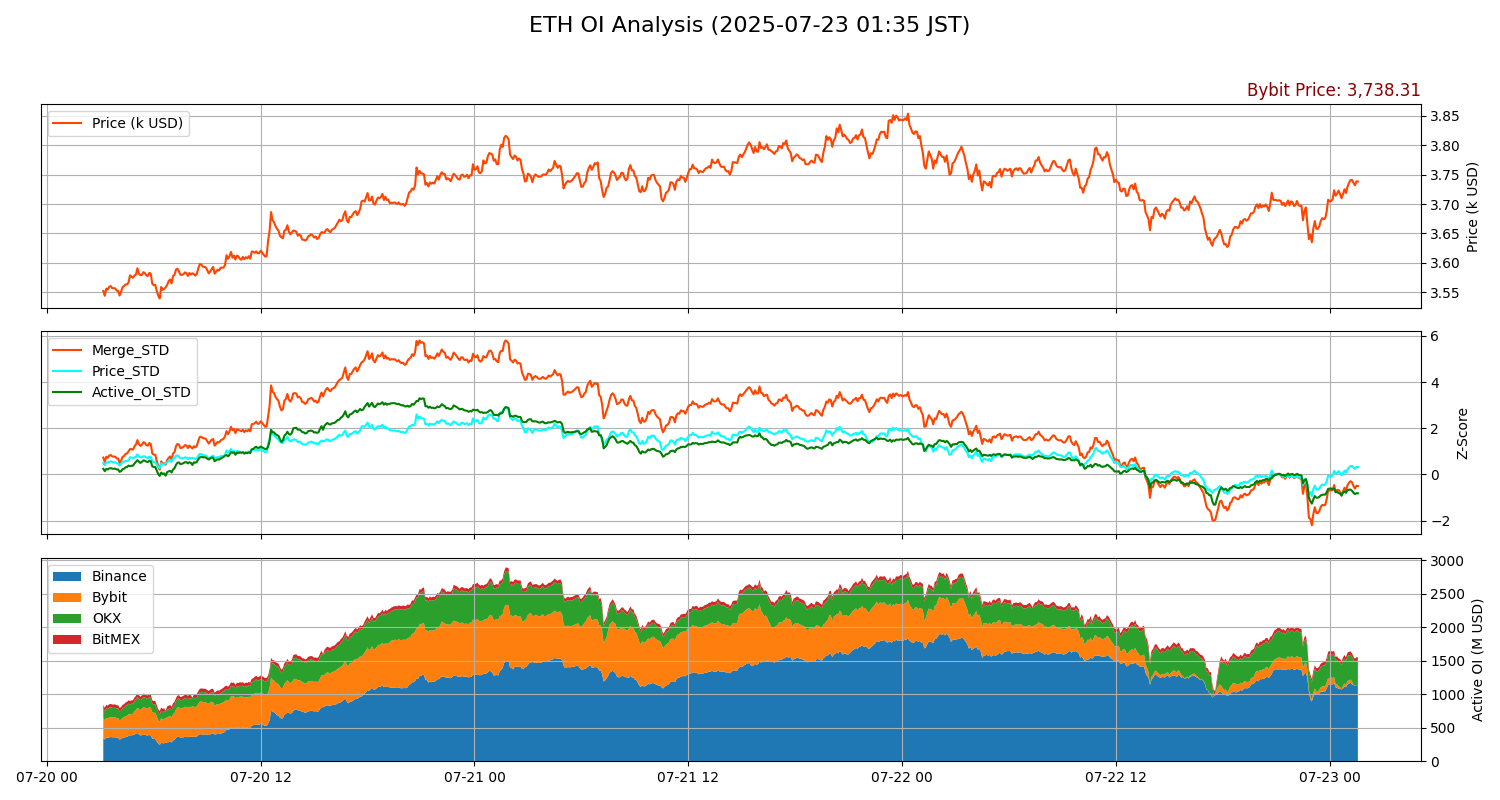 ETH OI Analysis (2025-07-23 01:35 JST)
Bybit Price: 3,738.31
Price (k USD)
3.85
3.80
3.75
3.70
3.65
3.60
3.55
Price (k USD)
Merge_STD
Price_STD
Active_OI_STD
6
4
2
0
−2
Z-Score
Binance
Bybit
OKX
BitMEX
3000
2500
2000
1500
1000
500
0
Active OI (M USD)
07-20 00 07-20 12 07-21 00 07-21 12 07-22 00 07-22 12 07-23 00